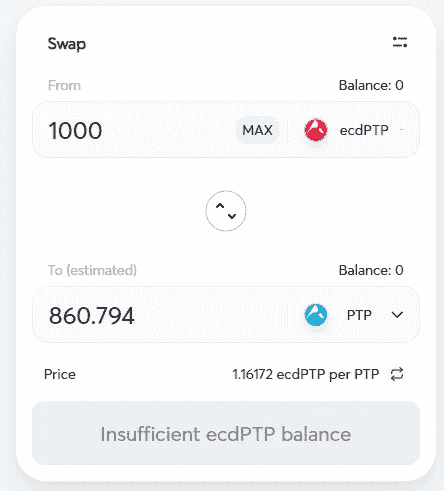 Swap
From Balance: 0
1000 MAX ecdPTP
To (estimated) Balance: 0
860.794 PTP
Price 1.16172 ecdPTP per PTP
Insufficient ecdPTP balance